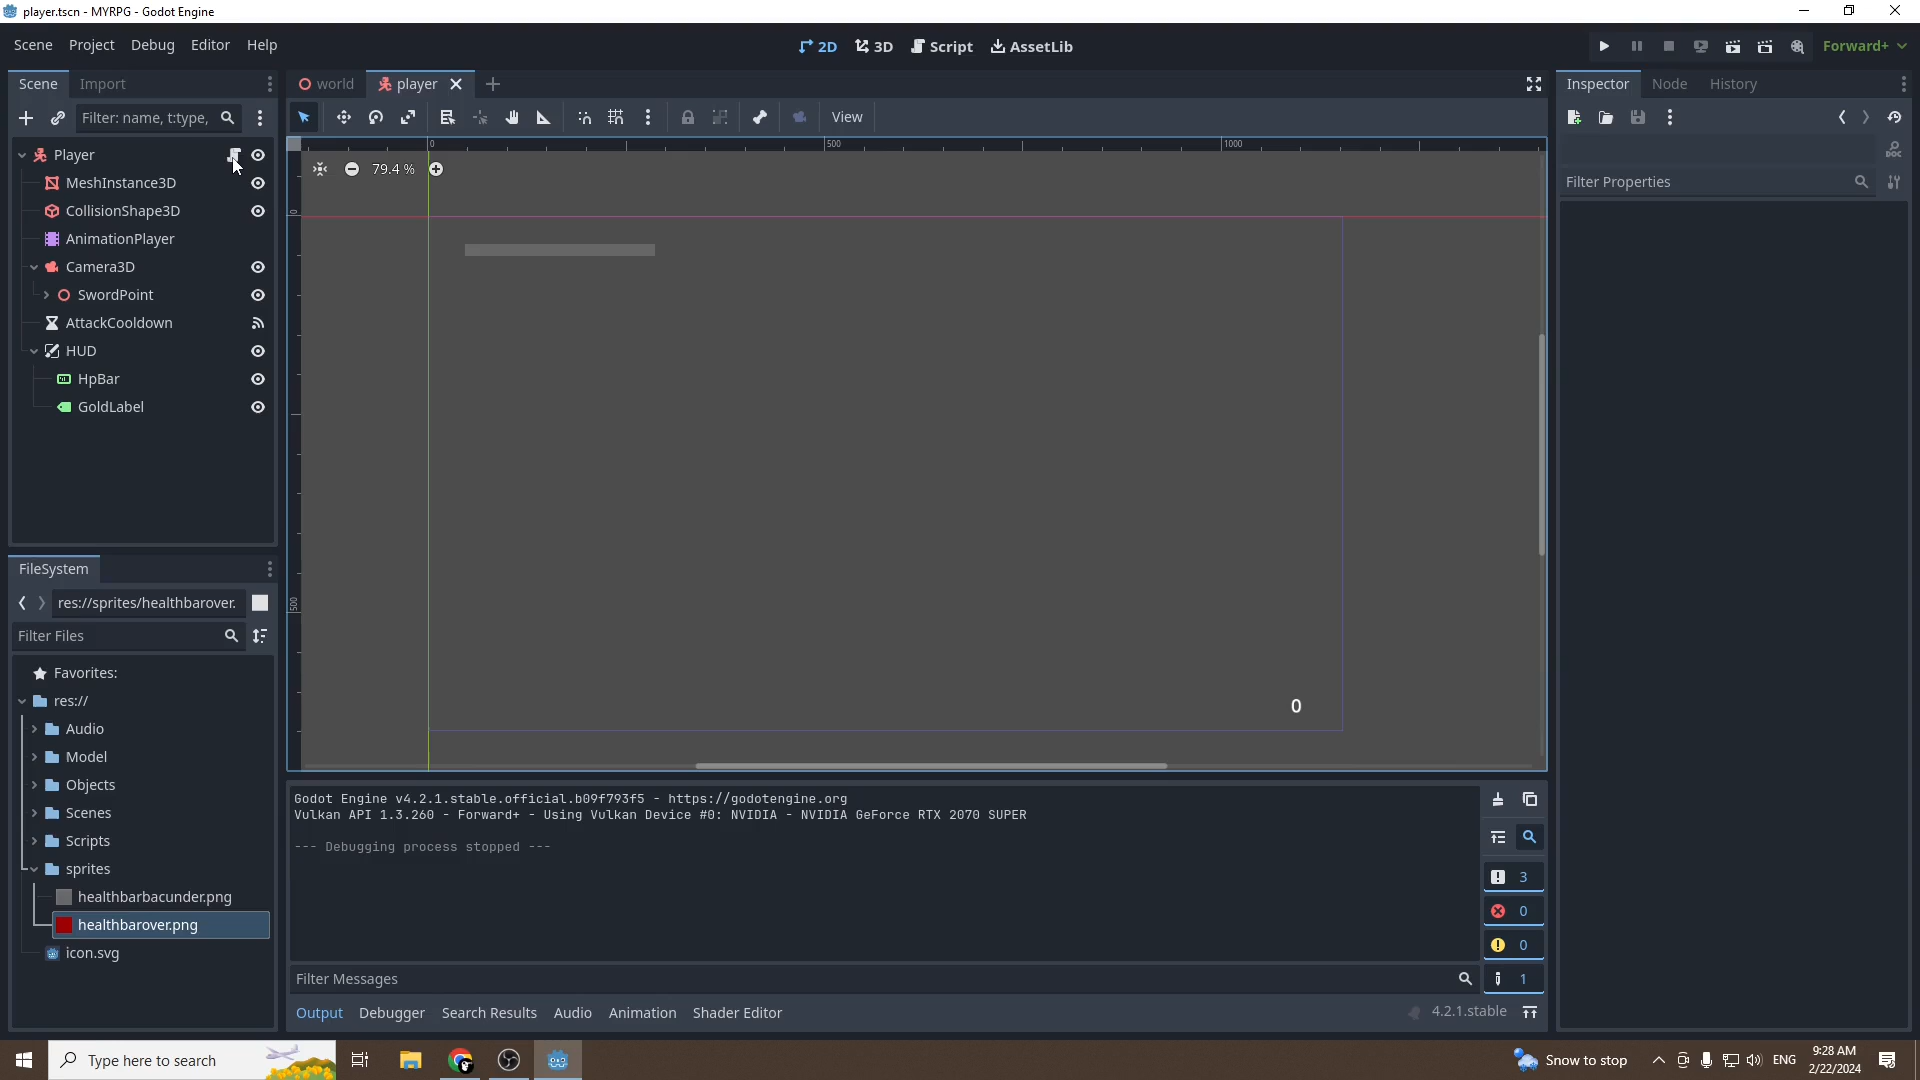 player.tscn - MYRPG - Godot Engine
Scene Project Debug Editor Help
2D 3D Script AssetLib
Forward+
Scene Import
world player
Inspector Node History
Filter: name, t:type,
View
0 500 1000
79.4 %
Player
MeshInstance3D
CollisionShape3D
AnimationPlayer
Camera3D
SwordPoint
AttackCooldown
HUD
HpBar
GoldLabel
0
500
0
DOC
Filter Properties
FileSystem
res://sprites/healthbarover.
Filter Files
Favorites:
res://
Audio
Model
Objects
Scenes
Scripts
sprites
healthbarbacunder.png
healthbarover.png
icon.svg
Godot Engine v4.2.1.stable.official.b09f793f5 - https://godotengine.org
Vulkan API 1.3.260 - Forward+ - Using Vulkan Device #0: NVIDIA - NVIDIA GeForce RTX 2070 SUPER
--- Debugging process stopped ---
3
0
0
1
Filter Messages
Output Debugger Search Results Audio Animation Shader Editor
4.2.1.stable
Type here to search
Snow to stop
ENG
9:28 AM
2/22/2024